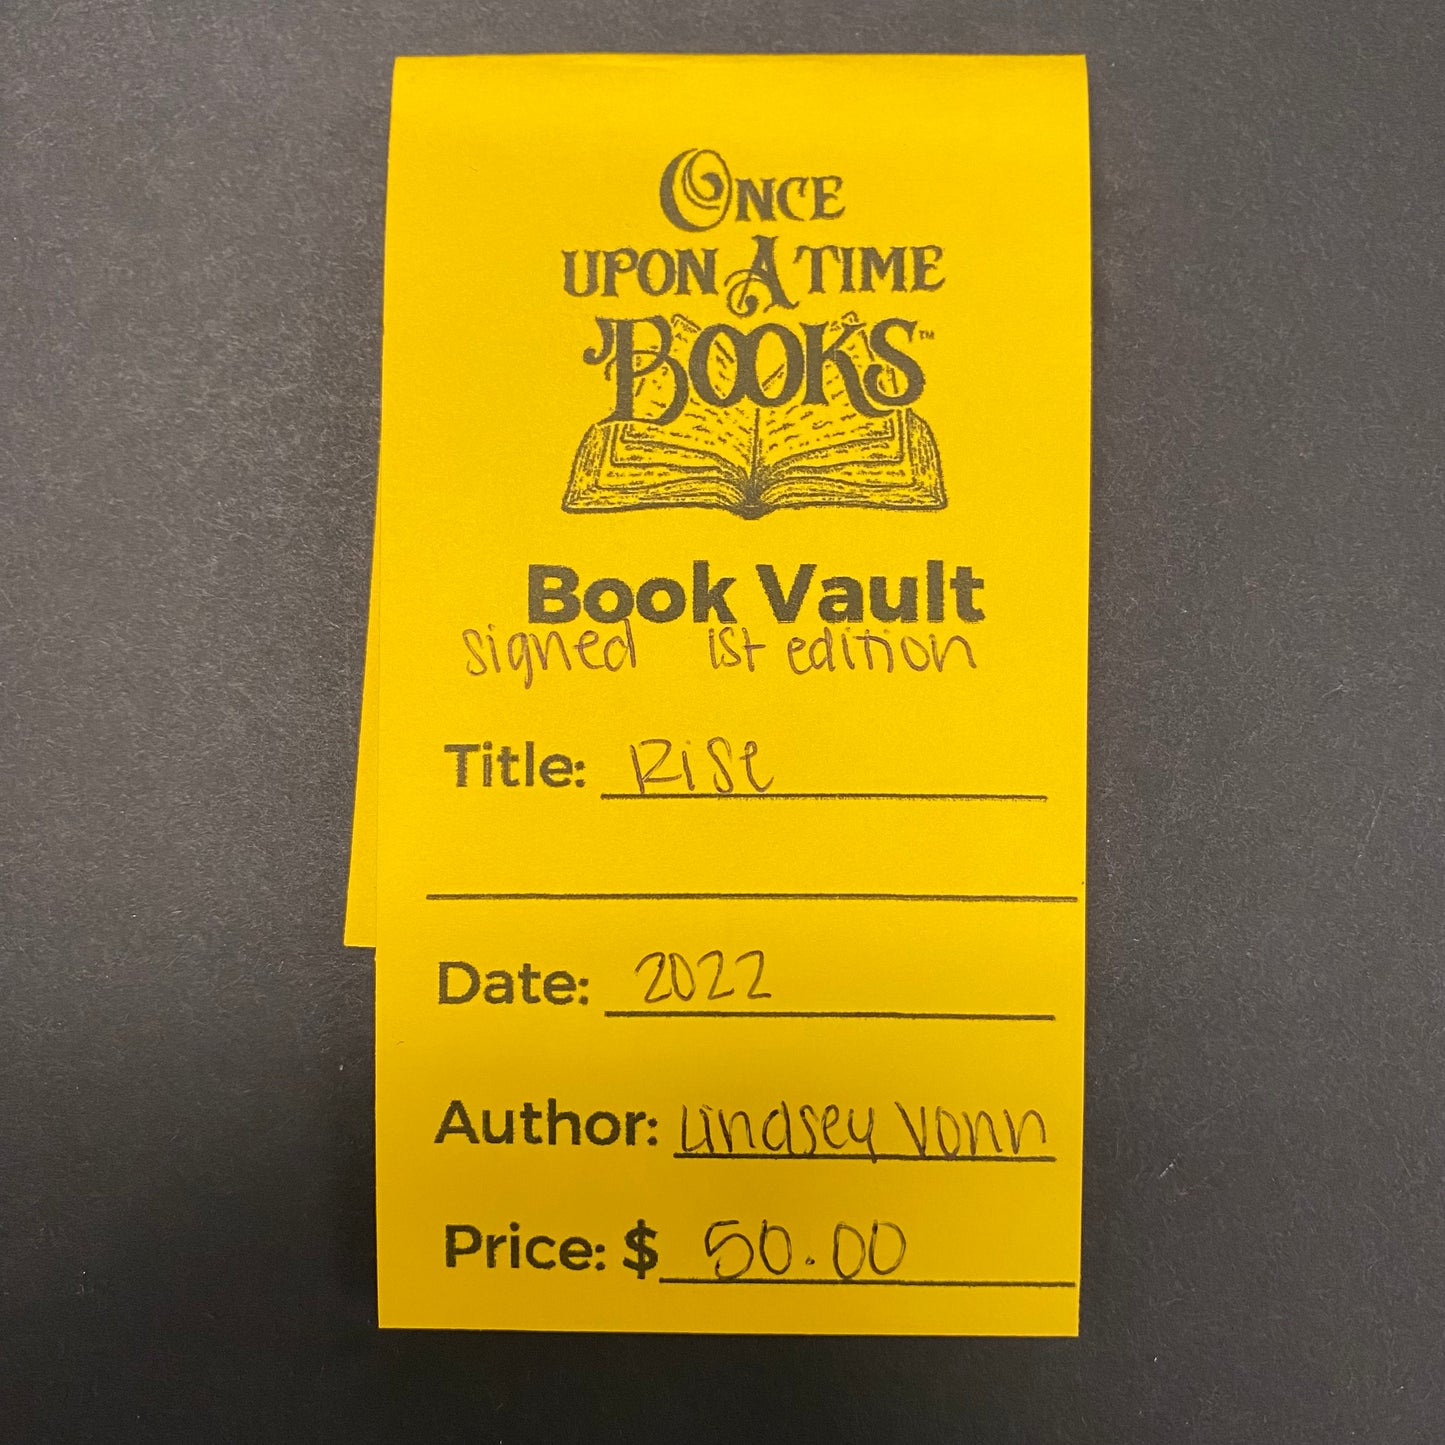 ONCE
UPON A TIME
BOOKS™
Book Vault
signed 1st edition
Title: Rise
Date: 2022
Author: Lindsey Vonn
Price: $ 50.00